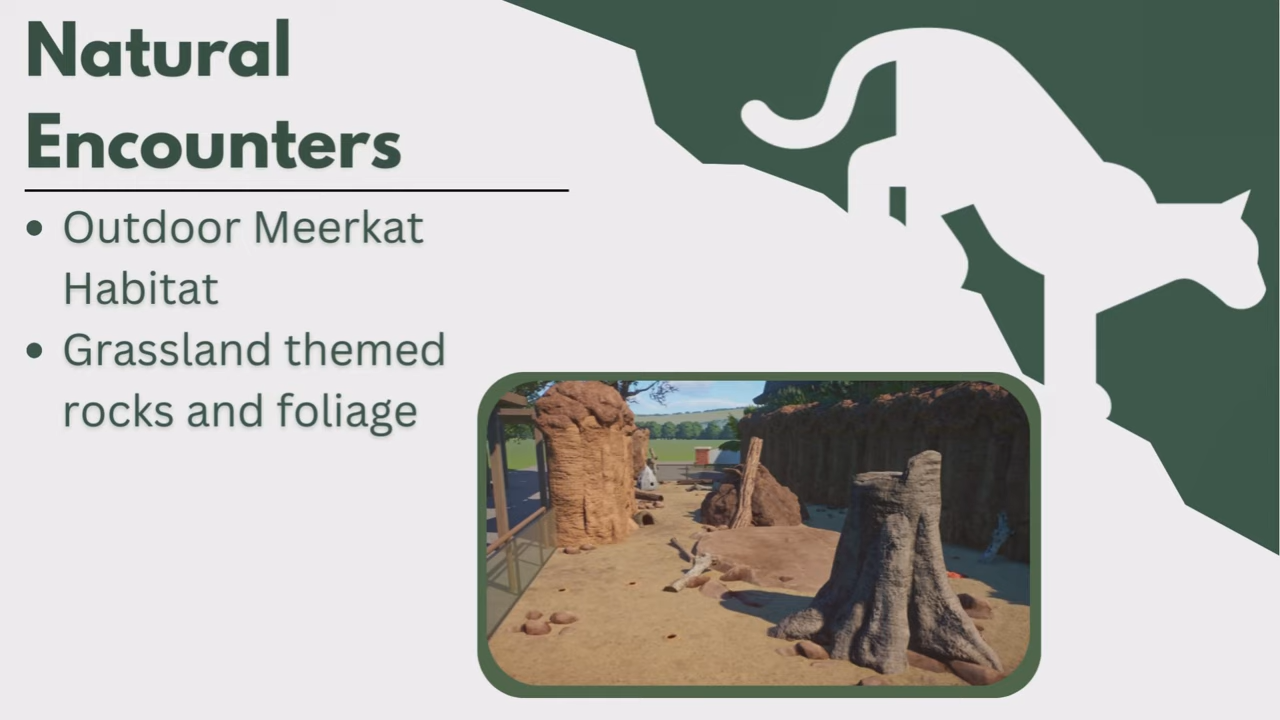 Natural
Encounters
• Outdoor Meerkat
Habitat
• Grassland themed
rocks and foliage